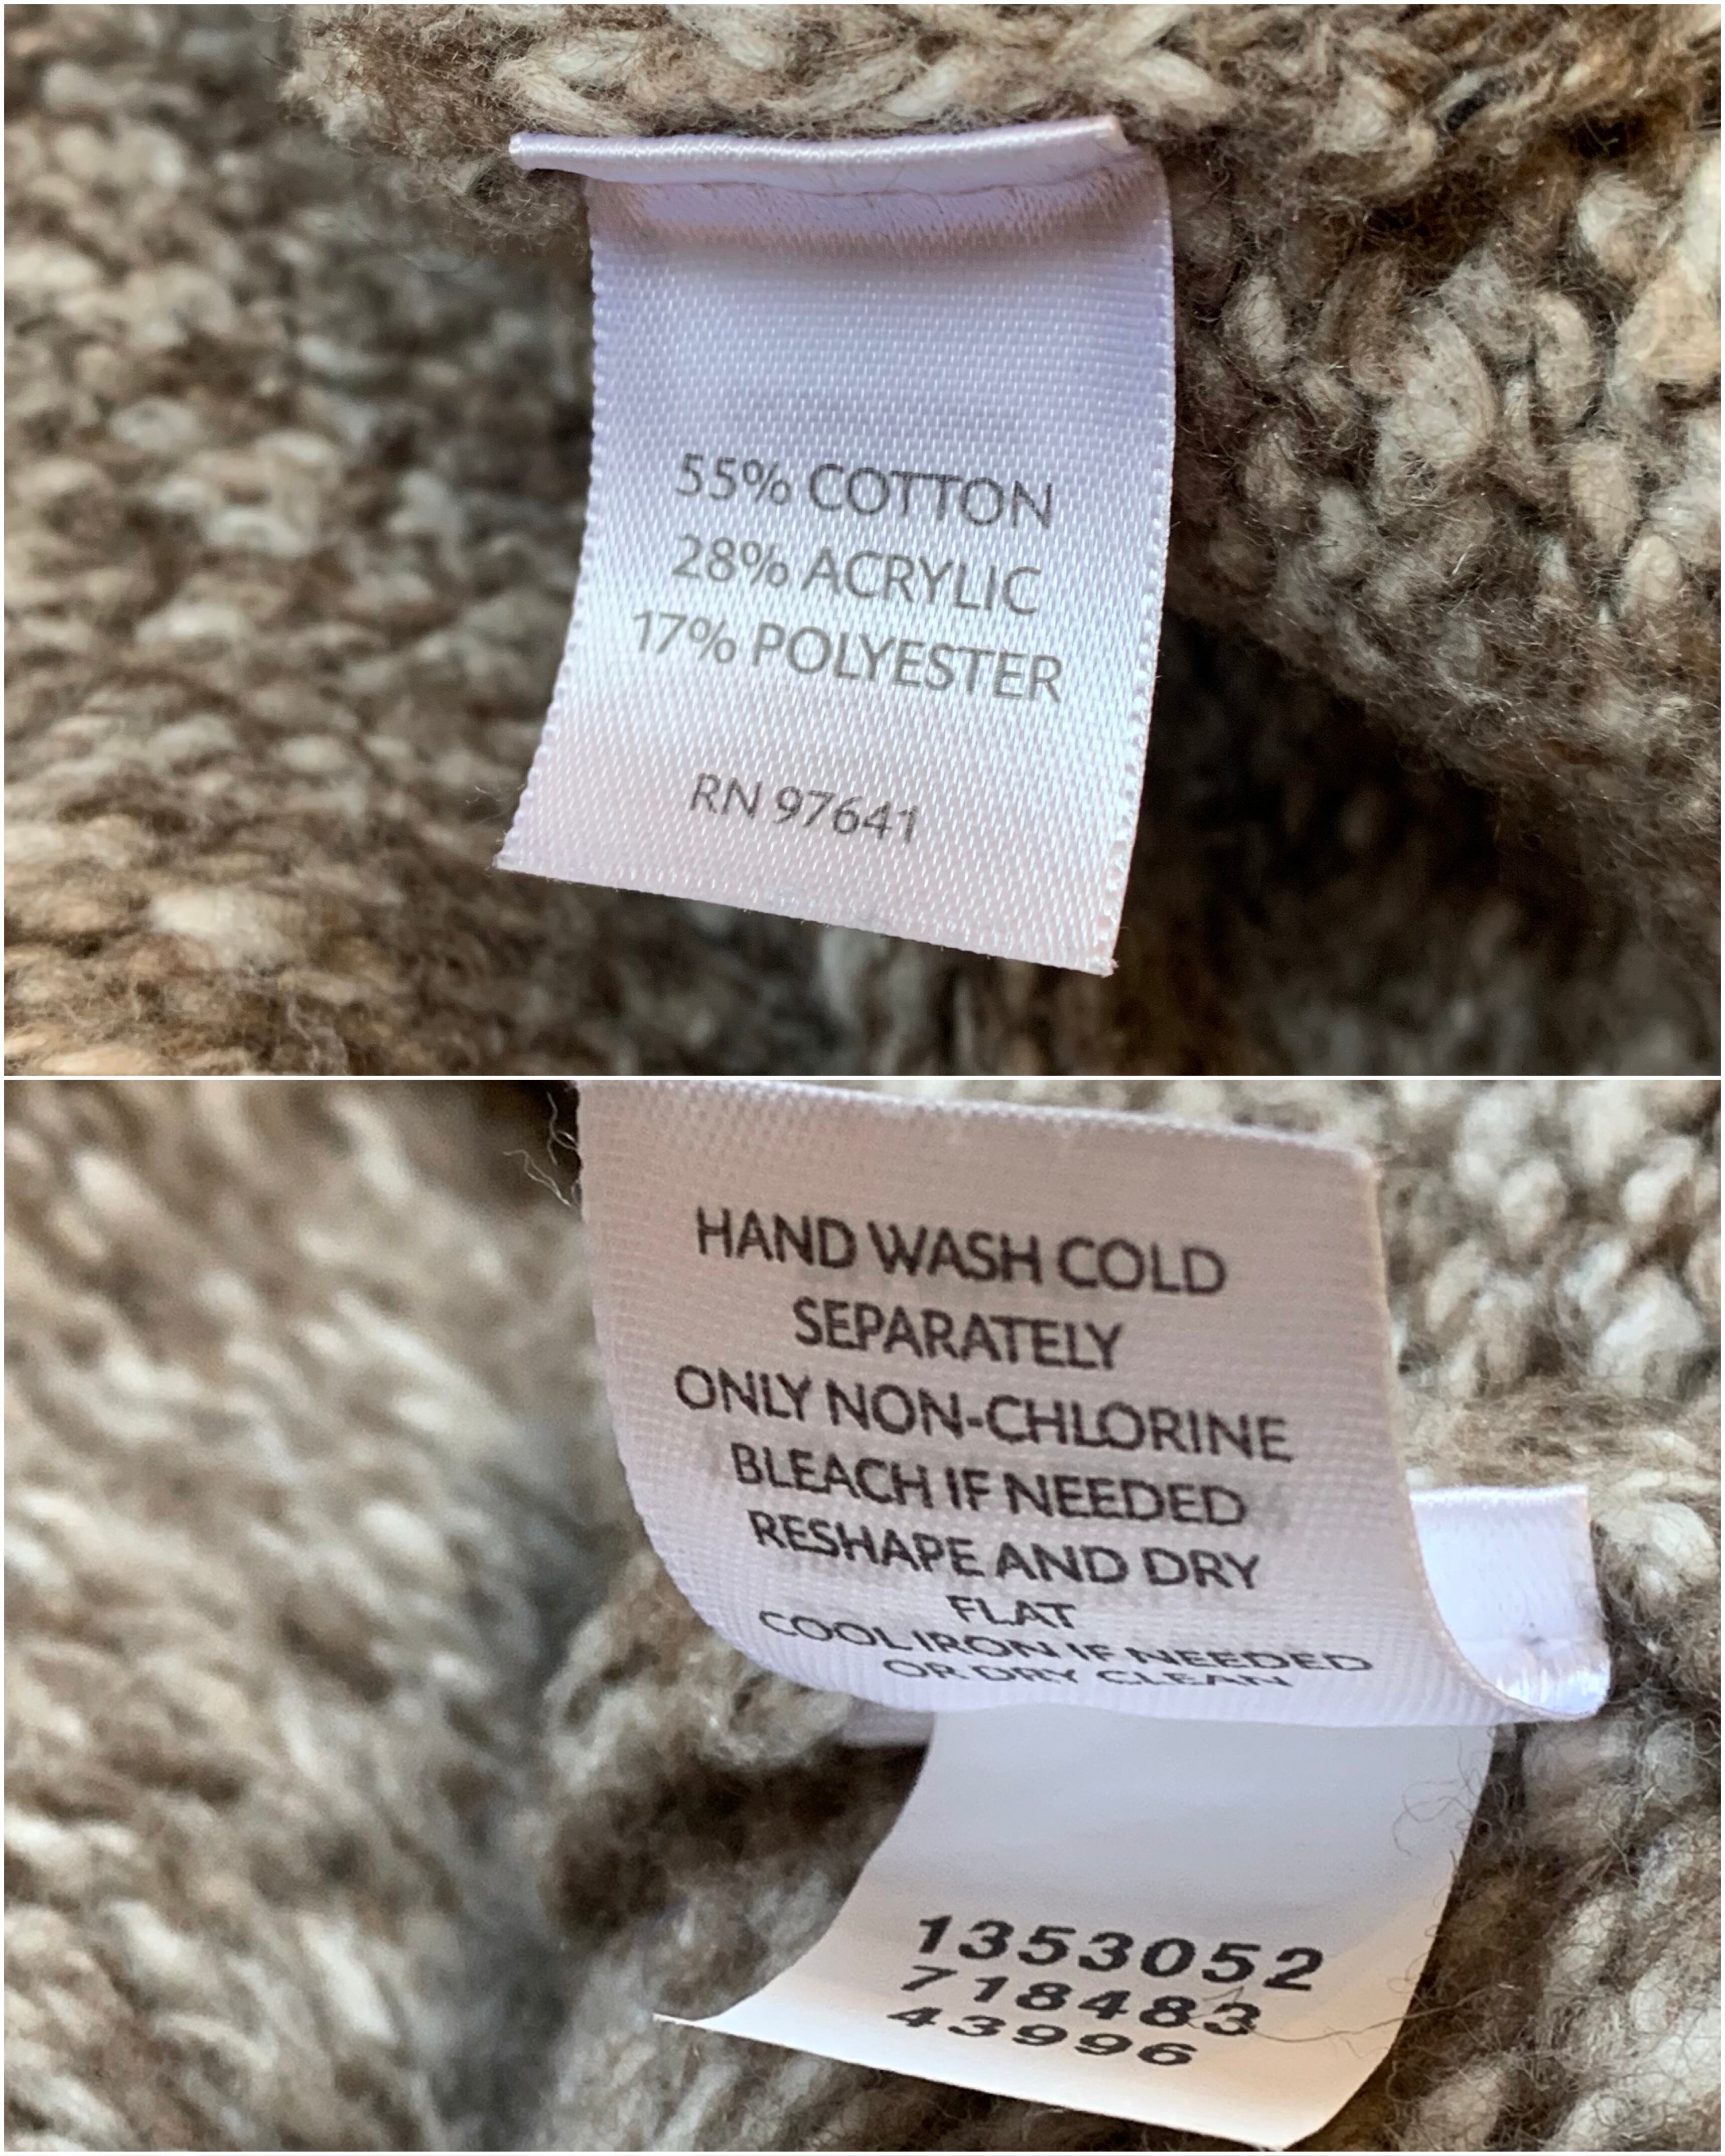 55% COTTON
28% ACRYLIC
17% POLYESTER
RN 97641
HAND WASH COLD
SEPARATELY
ONLY NON-CHLORINE
BLEACH IF NEEDED
RESHAPE AND DRY
FLAT
COOL IRON IF NEEDED
OR DRY CLEAN
1353052
718483
43996